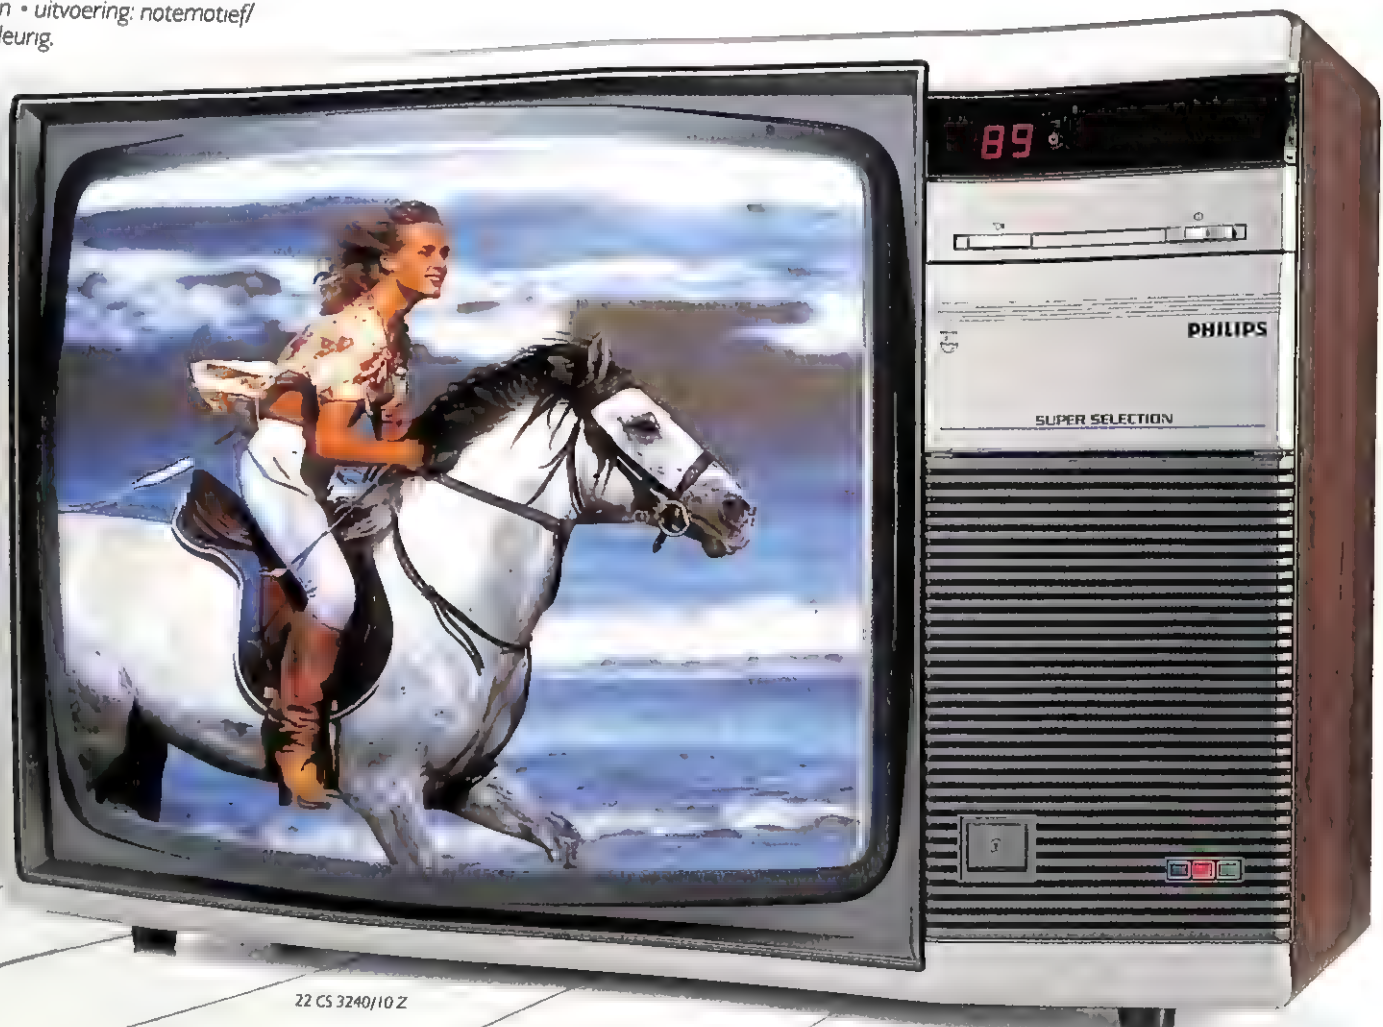 n • uitvoering: notemotief/
leurig.
89
PHILIPS
SUPER SELECTION
22 CS 3240/10 Z